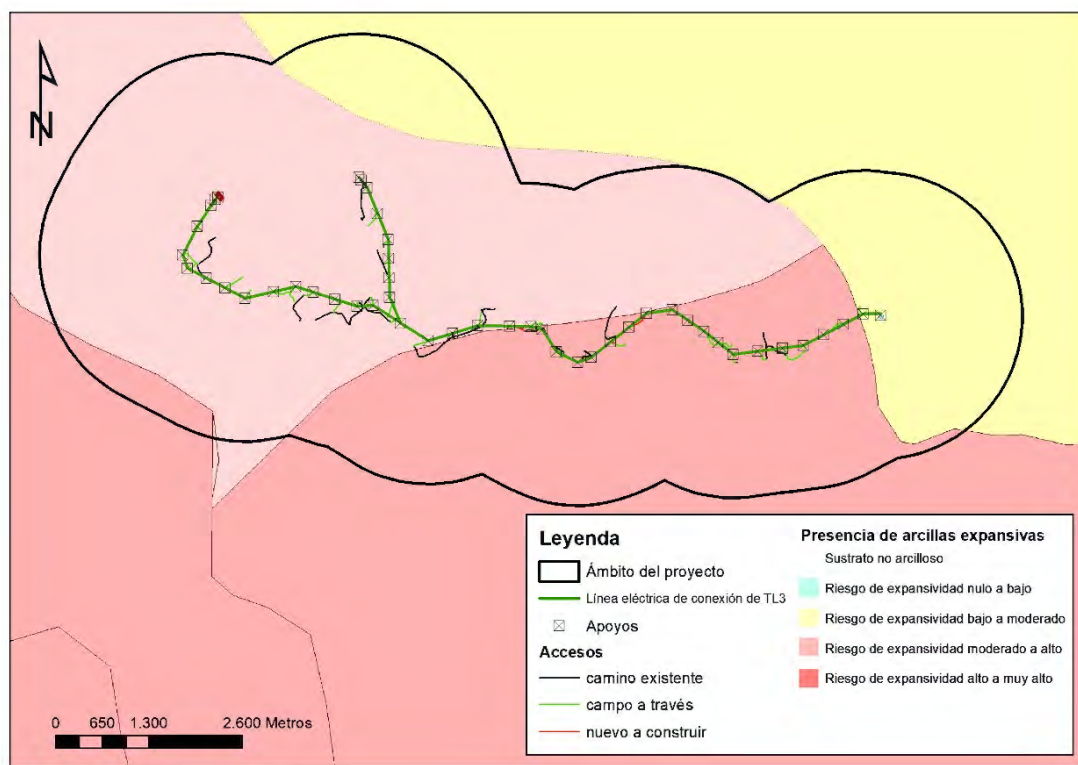 N
Leyenda
Ámbito del proyecto
Línea eléctrica de conexión de TL3
Apoyos
Accesos
camino existente
campo a través
nuevo a construir
Presencia de arcillas expansivas
Sustrato no arcilloso
Riesgo de expansividad nulo a bajo
Riesgo de expansividad bajo a moderado
Riesgo de expansividad moderado a alto
Riesgo de expansividad alto a muy alto
0 650 1.300 2.600 Metros